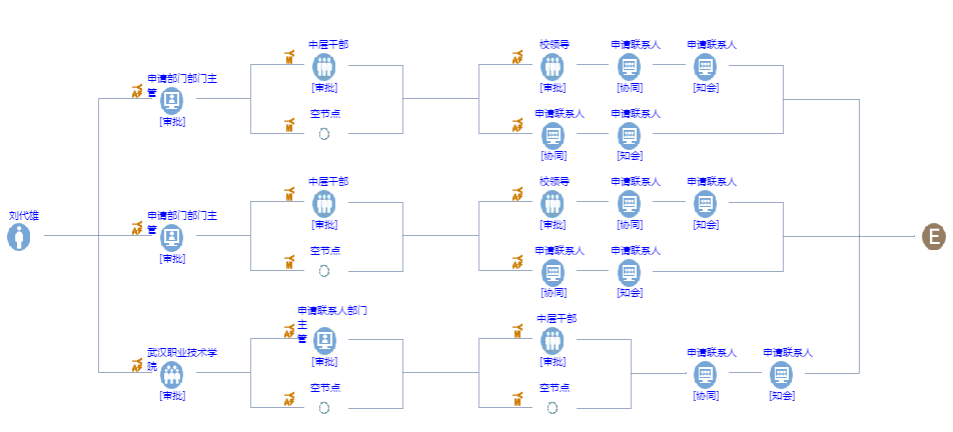 中层干部
校领导
申请联系人
申请联系人
申请部门部门主
管
[审批]
[审批]
[协同]
[知会]
[审批]
空节点
申请联系人
申请联系人
[协同]
[知会]
中层干部
校领导
申请联系人
申请联系人
刘代雄
申请部门部门主
管
[审批]
[审批]
[协同]
[知会]
E
[审批]
空节点
申请联系人
申请联系人
[协同]
[知会]
申请联系人部门
主
管
中层干部
武汉职业技术学
院
[审批]
[审批]
申请联系人
申请联系人
[审批]
空节点
空节点
[协同]
[知会]